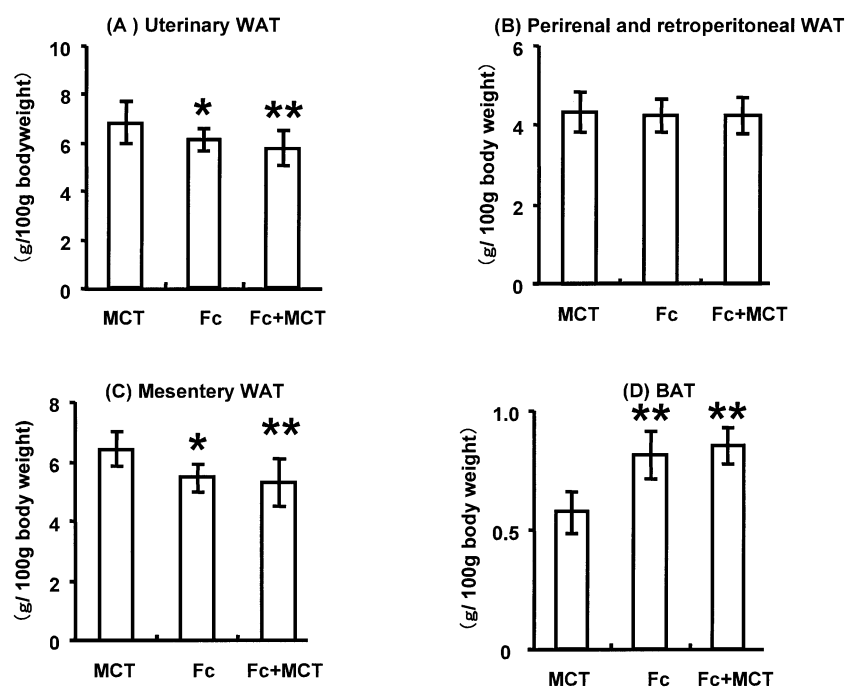 (A ) Uterinary WAT
10
8
6
4
2
0
(g/100g bodyweight)
*
**
MCT Fc Fc+MCT
(B) Perirenal and retroperitoneal WAT
6
4
2
0
(g/ 100g body weight)
MCT Fc Fc+MCT
(C) Mesentery WAT
8
6
4
2
0
(g/ 100g body weight)
*
**
MCT Fc Fc+MCT
(D) BAT
1.0
0.5
0
(g/ 100g body weight)
**
**
MCT Fc Fc+MCT